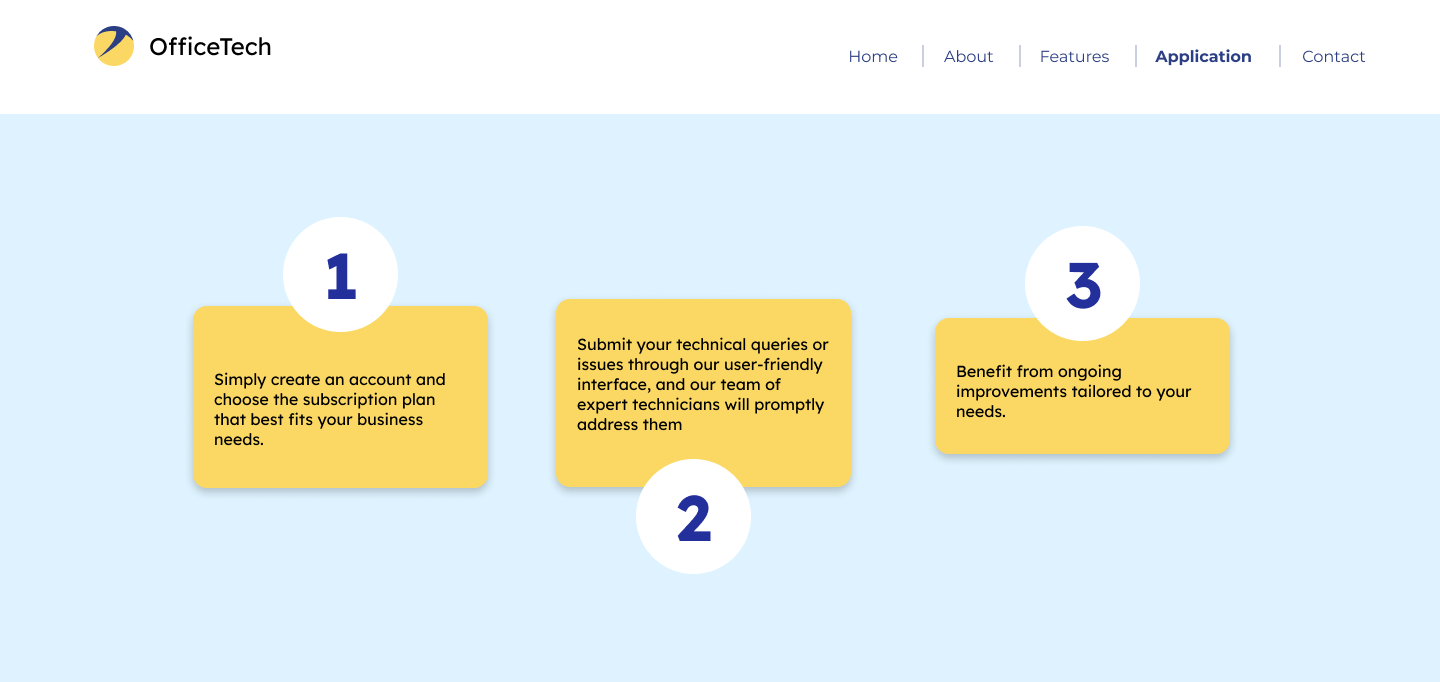 OfficeTech
Home
About
Features
Application
Contact
1
Simply create an account and
choose the subscription plan
that best fits your business
needs.
Submit your technical queries or
issues through our user-friendly
interface, and our team of
expert technicians will promptly
address them
2
3
Benefit from ongoing
improvements tailored to your
needs.